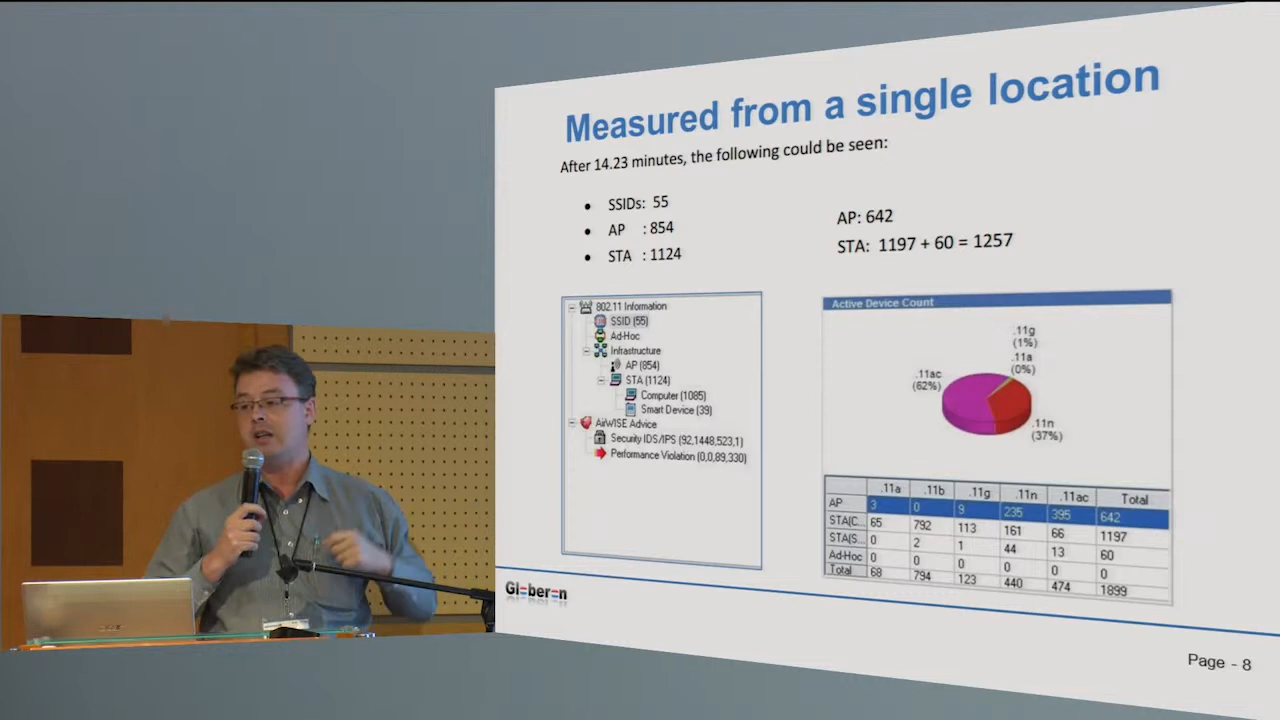 Measured from a single location
After 14.23 minutes, the following could be seen:
• SSIDs: 55
• AP : 854
• STA : 1124
AP: 642
STA: 1197 + 60 = 1257
802.11 Information
SSID (55)
Ad-Hoc
Infrastructure
AP (854)
STA (1124)
Computer (1085)
Smart Device (39)
AirWISE Advice
Security IDS/IPS (92,1448,523,1)
Performance Violation (0,0,89,330)
Active Device Count
.11g
(1%)
.11a
(0%)
.11ac
(62%)
.11n
(37%)
.11a .11b .11g .11n .11ac Total
AP 3 0 9 235 395 642
STA(C... 65 792 113 161 66 1197
STA(S... 0 2 1 44 13 60
Ad-Hoc 0 0 0 0 0 0
Total 68 794 123 440 474 1899
Globeron
Page - 8